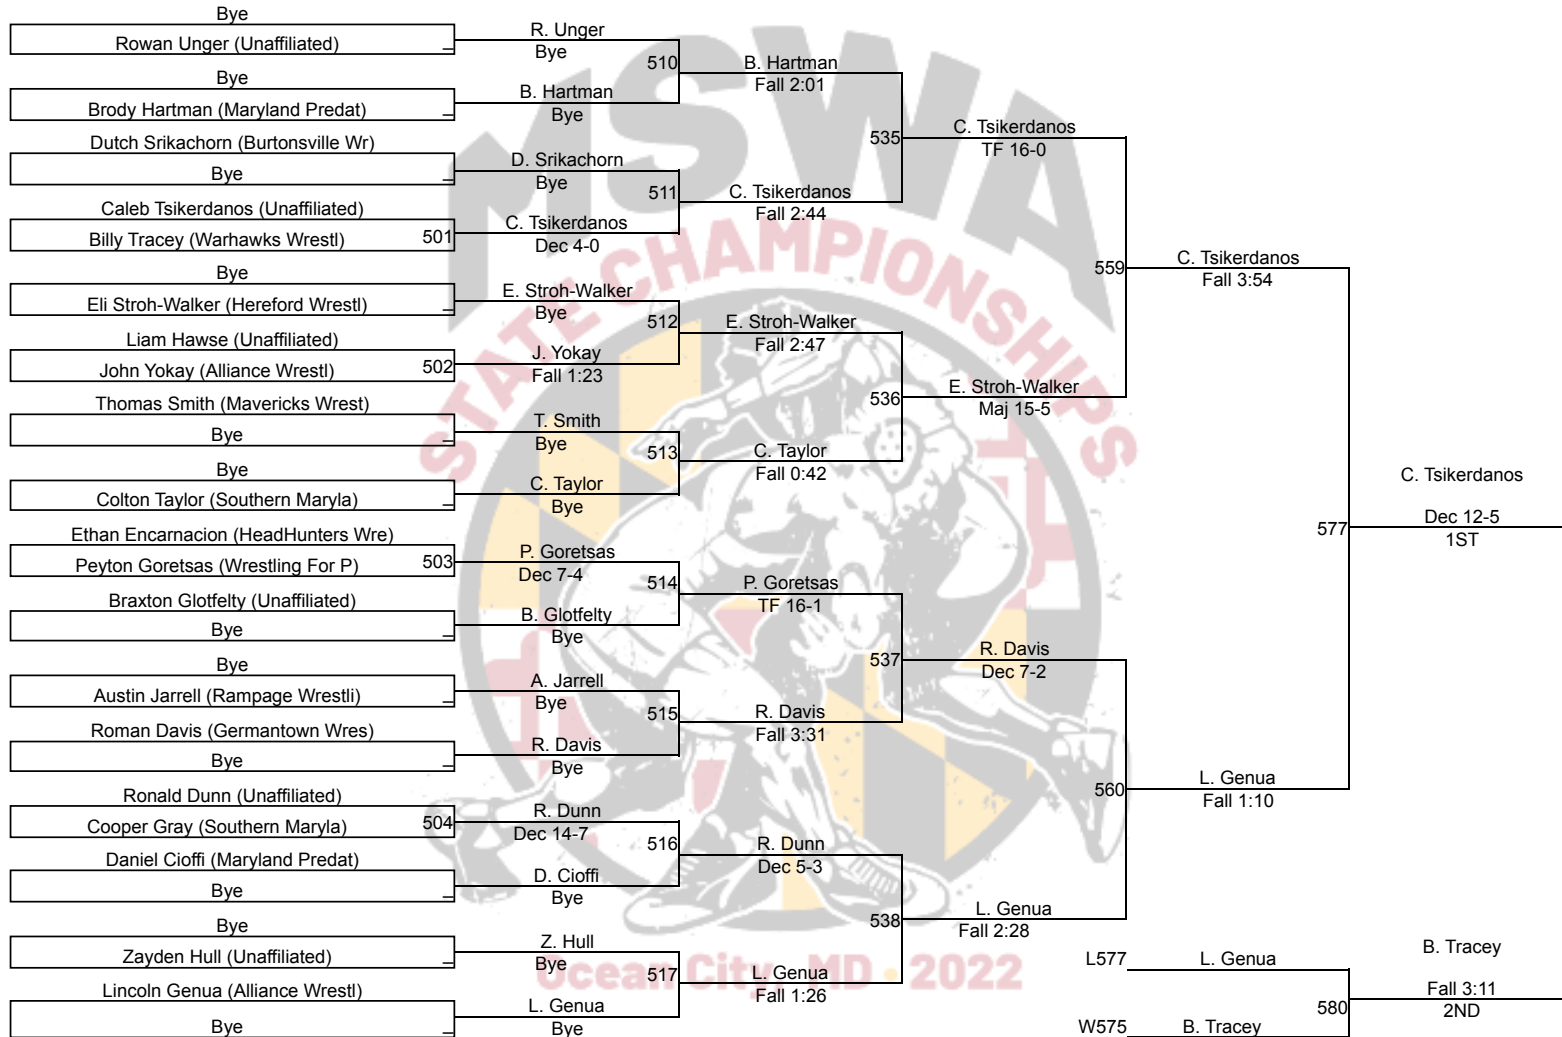 Bye
Rowan Unger (Unaffiliated)
Bye
Brody Hartman (Maryland Predat)
Dutch Srikachorn (Burtonsville Wr)
Bye
Caleb Tsikerdanos (Unaffiliated)
Billy Tracey (Warhawks Wrestl) 501
Bye
Eli Stroh-Walker (Hereford Wrestl)
Liam Hawse (Unaffiliated)
John Yokay (Alliance Wrestl) 502
Thomas Smith (Mavericks Wrest)
Bye
Bye
Colton Taylor (Southern Maryla)
Ethan Encarnacion (HeadHunters Wre)
Peyton Goretsas (Wrestling For P) 503
Braxton Glotfelty (Unaffiliated)
Bye
Bye
Austin Jarrell (Rampage Wrestli)
Roman Davis (Germantown Wres)
Bye
Ronald Dunn (Unaffiliated)
Cooper Gray (Southern Maryla) 504
Daniel Cioffi (Maryland Predat)
Bye
Bye
Zayden Hull (Unaffiliated)
Lincoln Genua (Alliance Wrestl)
Bye
R. Unger
Bye
510
B. Hartman
Bye
D. Srikachorn
Bye
511
C. Tsikerdanos
Dec 4-0
E. Stroh-Walker
Bye
512
J. Yokay
Fall 1:23
T. Smith
Bye
513
C. Taylor
Bye
P. Goretsas
Dec 7-4
514
B. Glotfelty
Bye
A. Jarrell
Bye
515
R. Davis
Bye
R. Dunn
Dec 14-7
516
D. Cioffi
Bye
Z. Hull
Bye
517
L. Genua
Bye
B. Hartman
Fall 2:01
535
C. Tsikerdanos
Fall 2:44
E. Stroh-Walker
Fall 2:47
536
C. Taylor
Fall 0:42
P. Goretsas
TF 16-1
537
R. Davis
Fall 3:31
R. Dunn
Dec 5-3
538
L. Genua
Fall 1:26
C. Tsikerdanos
TF 16-0
559
E. Stroh-Walker
Maj 15-5
R. Davis
Dec 7-2
560
L. Genua
Fall 2:28
C. Tsikerdanos
Fall 3:54
577
L. Genua
Fall 1:10
C. Tsikerdanos
Dec 12-5
1ST
L577 L. Genua
580
W575 B. Tracey
B. Tracey
Fall 3:11
2ND
MSWA
STATE CHAMPIONSHIPS
Ocean City, MD • 2022